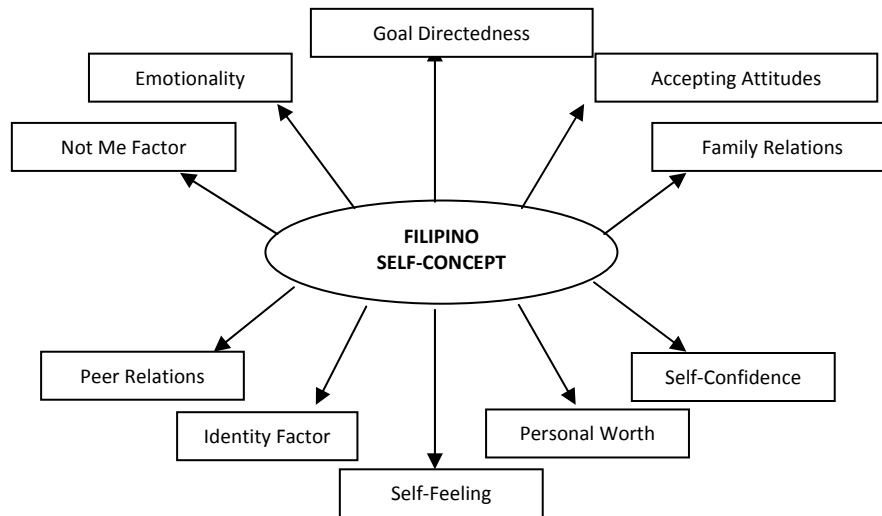 Goal Directedness
Emotionality
Accepting Attitudes
Not Me Factor
Family Relations
FILIPINO
SELF-CONCEPT
Peer Relations
Self-Confidence
Identity Factor
Personal Worth
Self-Feeling